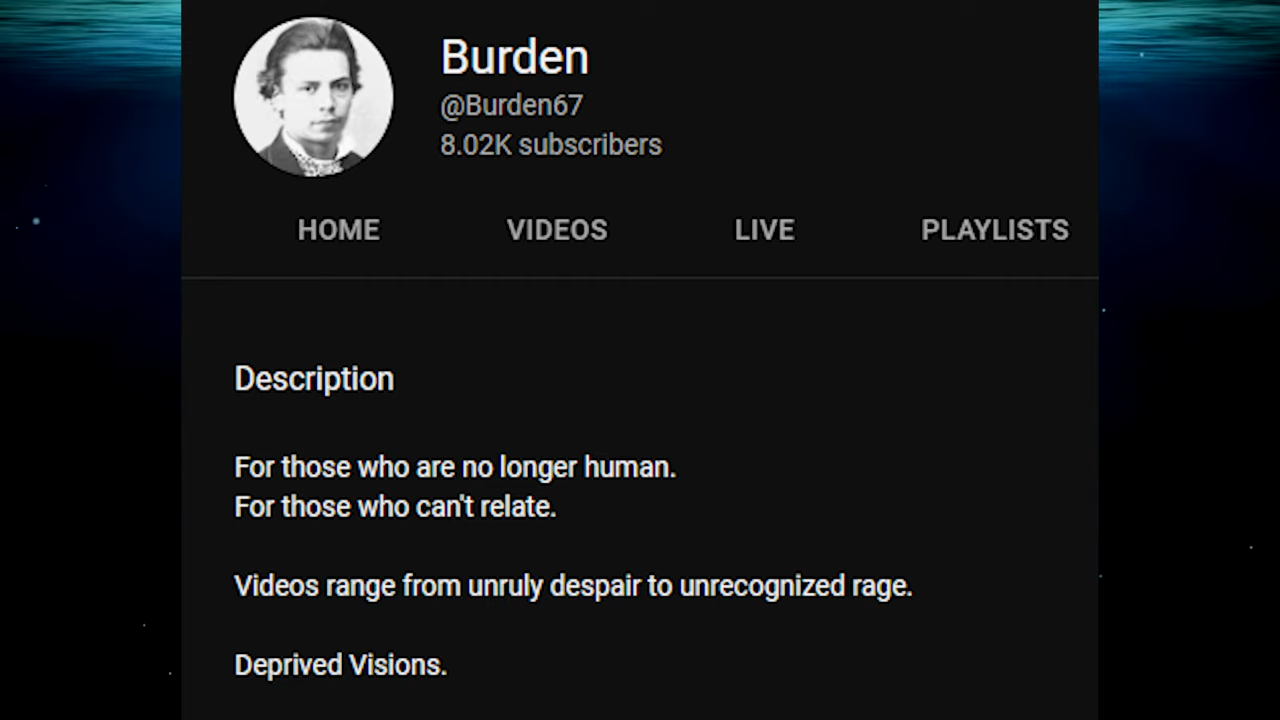 Burden
@Burden67
8.02K subscribers
HOME VIDEOS LIVE PLAYLISTS
Description
For those who are no longer human.
For those who can't relate.
Videos range from unruly despair to unrecognized rage.
Deprived Visions.